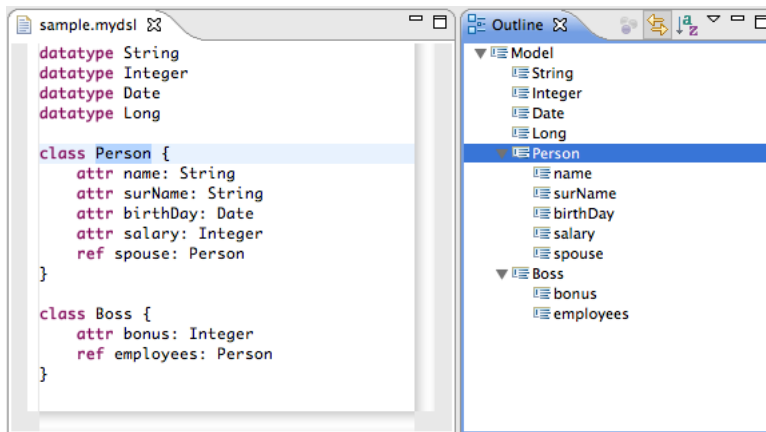 sample.mydsl
datatype String
datatype Integer
datatype Date
datatype Long
class Person {
    attr name: String
    attr surName: String
    attr birthDay: Date
    attr salary: Integer
    ref spouse: Person
}
class Boss {
    attr bonus: Integer
    ref employees: Person
}
Outline
Model
String
Integer
Date
Long
Person
name
surName
birthDay
salary
spouse
Boss
bonus
employees